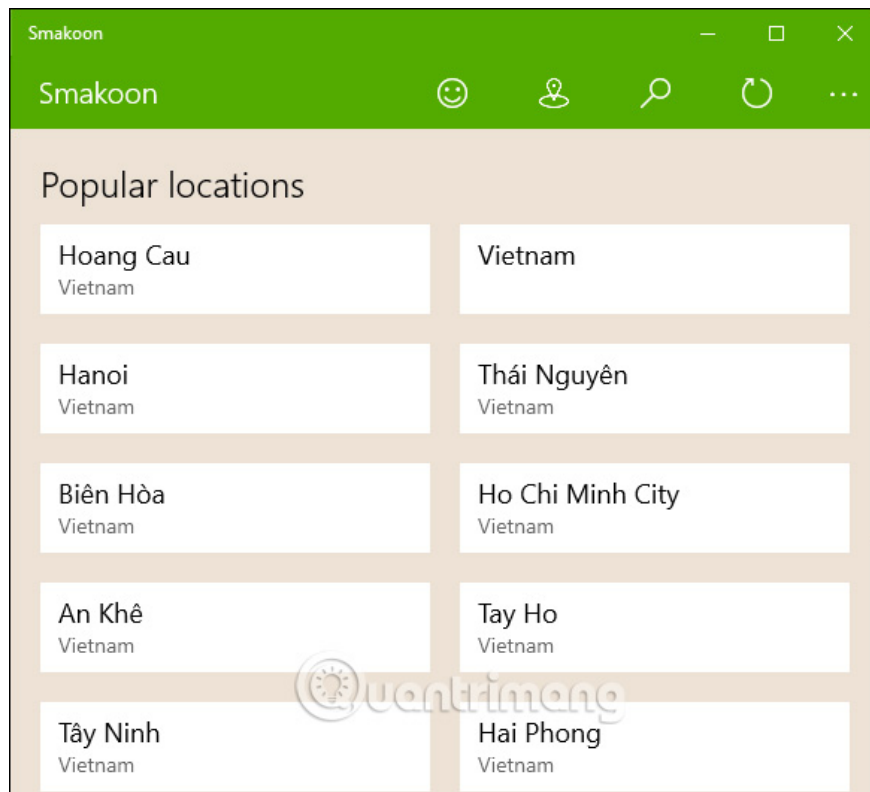 Smakoon
Smakoon
Popular locations
Hoang Cau
Vietnam
Vietnam
Hanoi
Vietnam
Thái Nguyên
Vietnam
Biên Hòa
Vietnam
Ho Chi Minh City
Vietnam
An Khê
Vietnam
Tay Ho
Vietnam
Quantrimang
Tây Ninh
Vietnam
Hai Phong
Vietnam